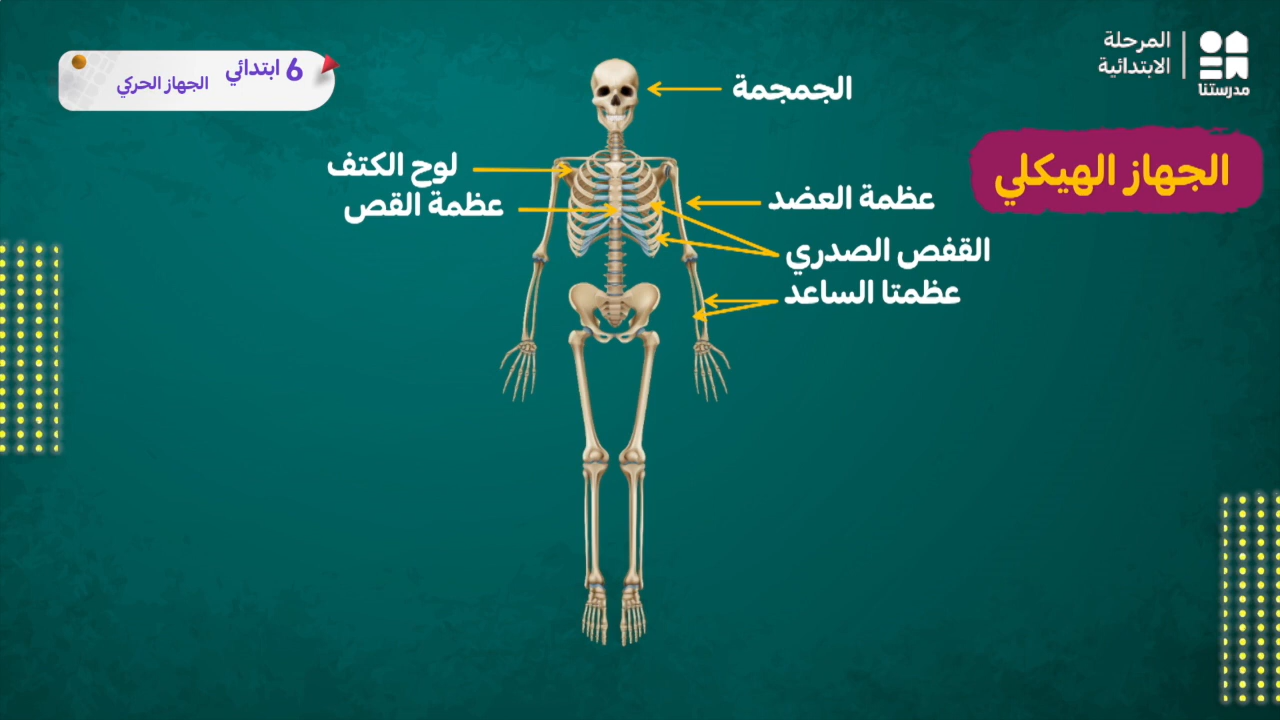 المرحلة
الابتدائية
مدرستنا
6 ابتدائي
الجهاز الحركي
الجهاز الهيكلي
الجمجمة
لوح الكتف
عظمة القص
عظمة العضد
القفص الصدري
عظمتا الساعد